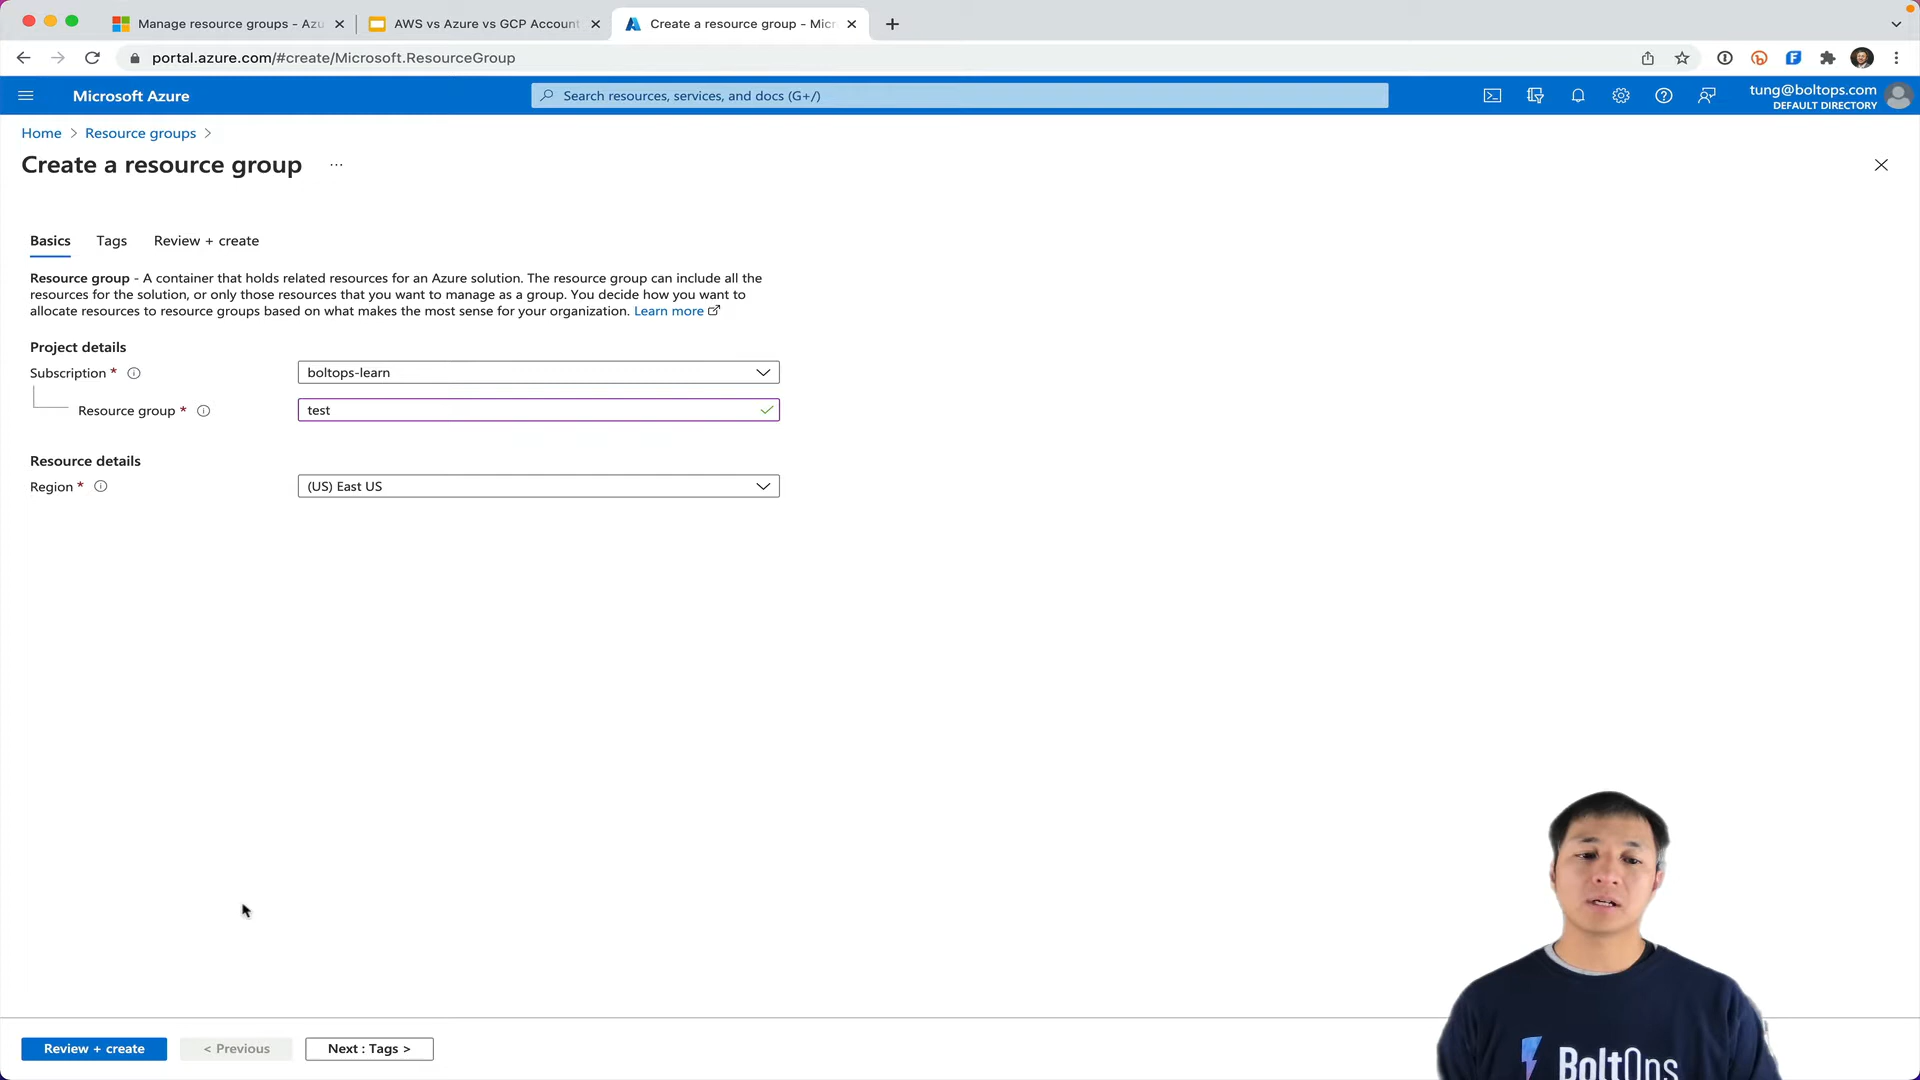 Manage resource groups - Azu
AWS vs Azure vs GCP Account
Create a resource group - Micr
portal.azure.com/#create/Microsoft.ResourceGroup
Microsoft Azure
Search resources, services, and docs (G+/)
tung@boltops.com
DEFAULT DIRECTORY
Home > Resource groups >
Create a resource group ...
Basics Tags Review + create
Resource group - A container that holds related resources for an Azure solution. The resource group can include all the
resources for the solution, or only those resources that you want to manage as a group. You decide how you want to
allocate resources to resource groups based on what makes the most sense for your organization. Learn more
Project details
Subscription * boltops-learn
Resource group * test
Resource details
Region * (US) East US
Review + create < Previous Next : Tags >
BoltOps